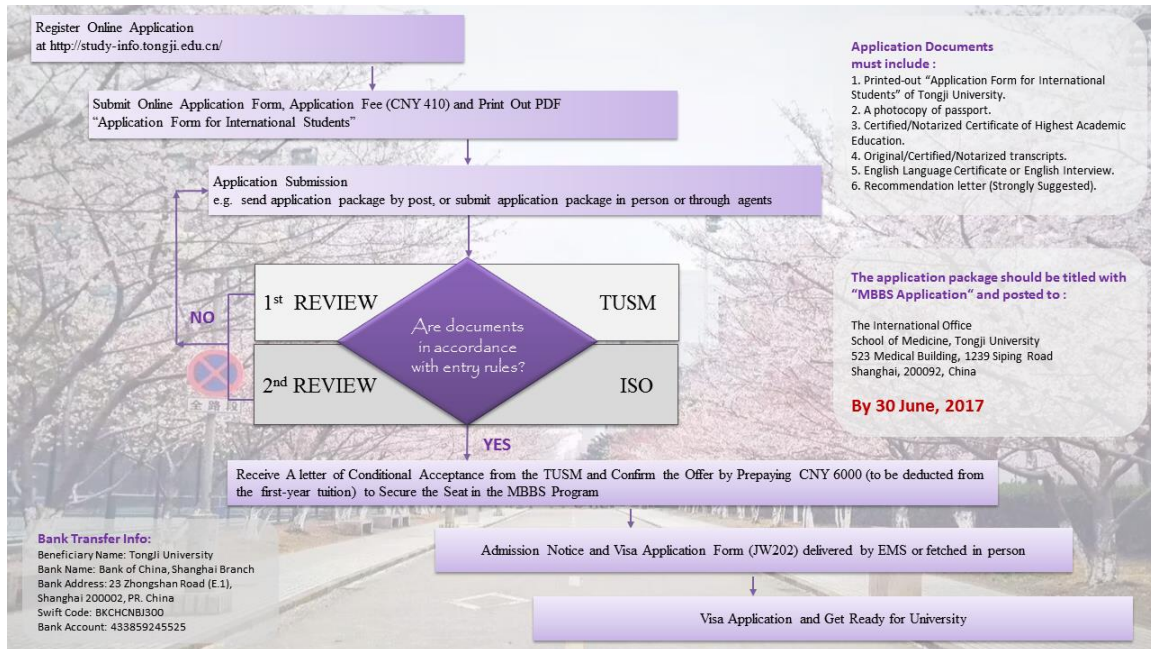 Register Online Application
at http://study-info.tongji.edu.cn/
Submit Online Application Form, Application Fee (CNY 410) and Print Out PDF
“Application Form for International Students”
Application Submission
e.g. send application package by post, or submit application package in person or through agents
1st REVIEW
TUSM
Are documents
in accordance
with entry rules?
NO
2nd REVIEW
ISO
全路段
YES
Receive A letter of Conditional Acceptance from the TUSM and Confirm the Offer by Prepaying CNY 6000 (to be deducted from
the first-year tuition) to Secure the Seat in the MBBS Program
Admission Notice and Visa Application Form (JW202) delivered by EMS or fetched in person
Visa Application and Get Ready for University
Application Documents
must include :
1. Printed-out “Application Form for International
Students” of Tongji University.
2. A photocopy of passport.
3. Certified/Notarized Certificate of Highest Academic
Education.
4. Original/Certified/Notarized transcripts.
5. English Language Certificate or English Interview.
6. Recommendation letter (Strongly Suggested).
The application package should be titled with
“MBBS Application” and posted to :
The International Office
School of Medicine, Tongji University
523 Medical Building, 1239 Siping Road
Shanghai, 200092, China
By 30 June, 2017
Bank Transfer Info:
Beneficiary Name: TongJi University
Bank Name: Bank of China, Shanghai Branch
Bank Address: 23 Zhongshan Road (E.1),
Shanghai 200002, PR. China
Swift Code: BKCHCNBJ300
Bank Account: 433859245525